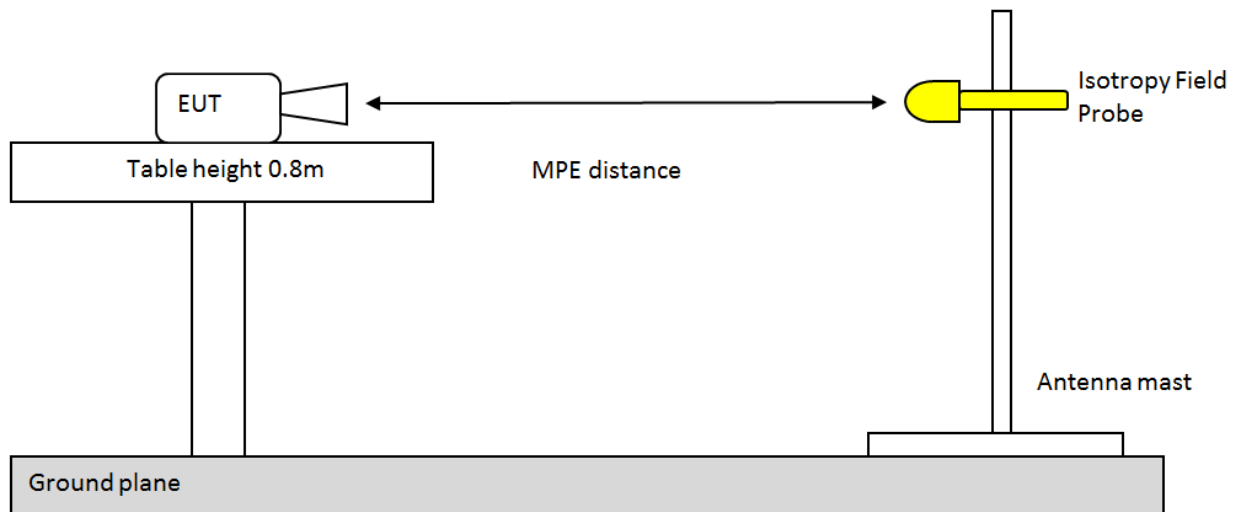 EUT
Isotropy Field
Probe
Table height 0.8m
MPE distance
Antenna mast
Ground plane